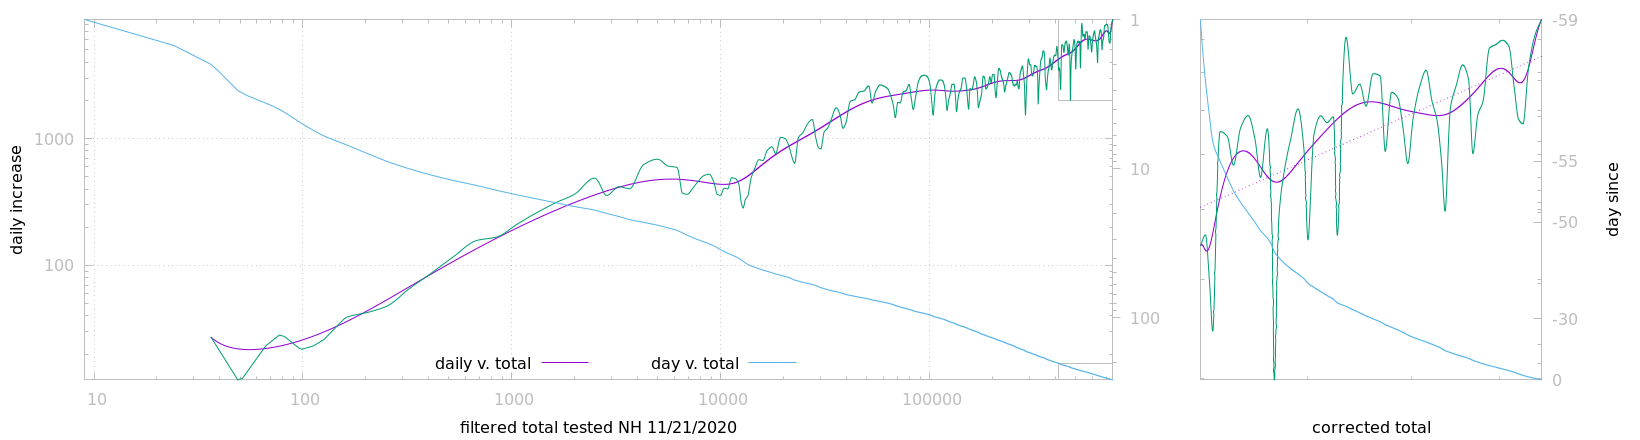 daily increase
1000
100
10
100
1000
10000
100000
1
10
100
daily v. total
day v. total
filtered total tested NH 11/21/2020
-59
-55
-50
-30
0
day since
corrected total